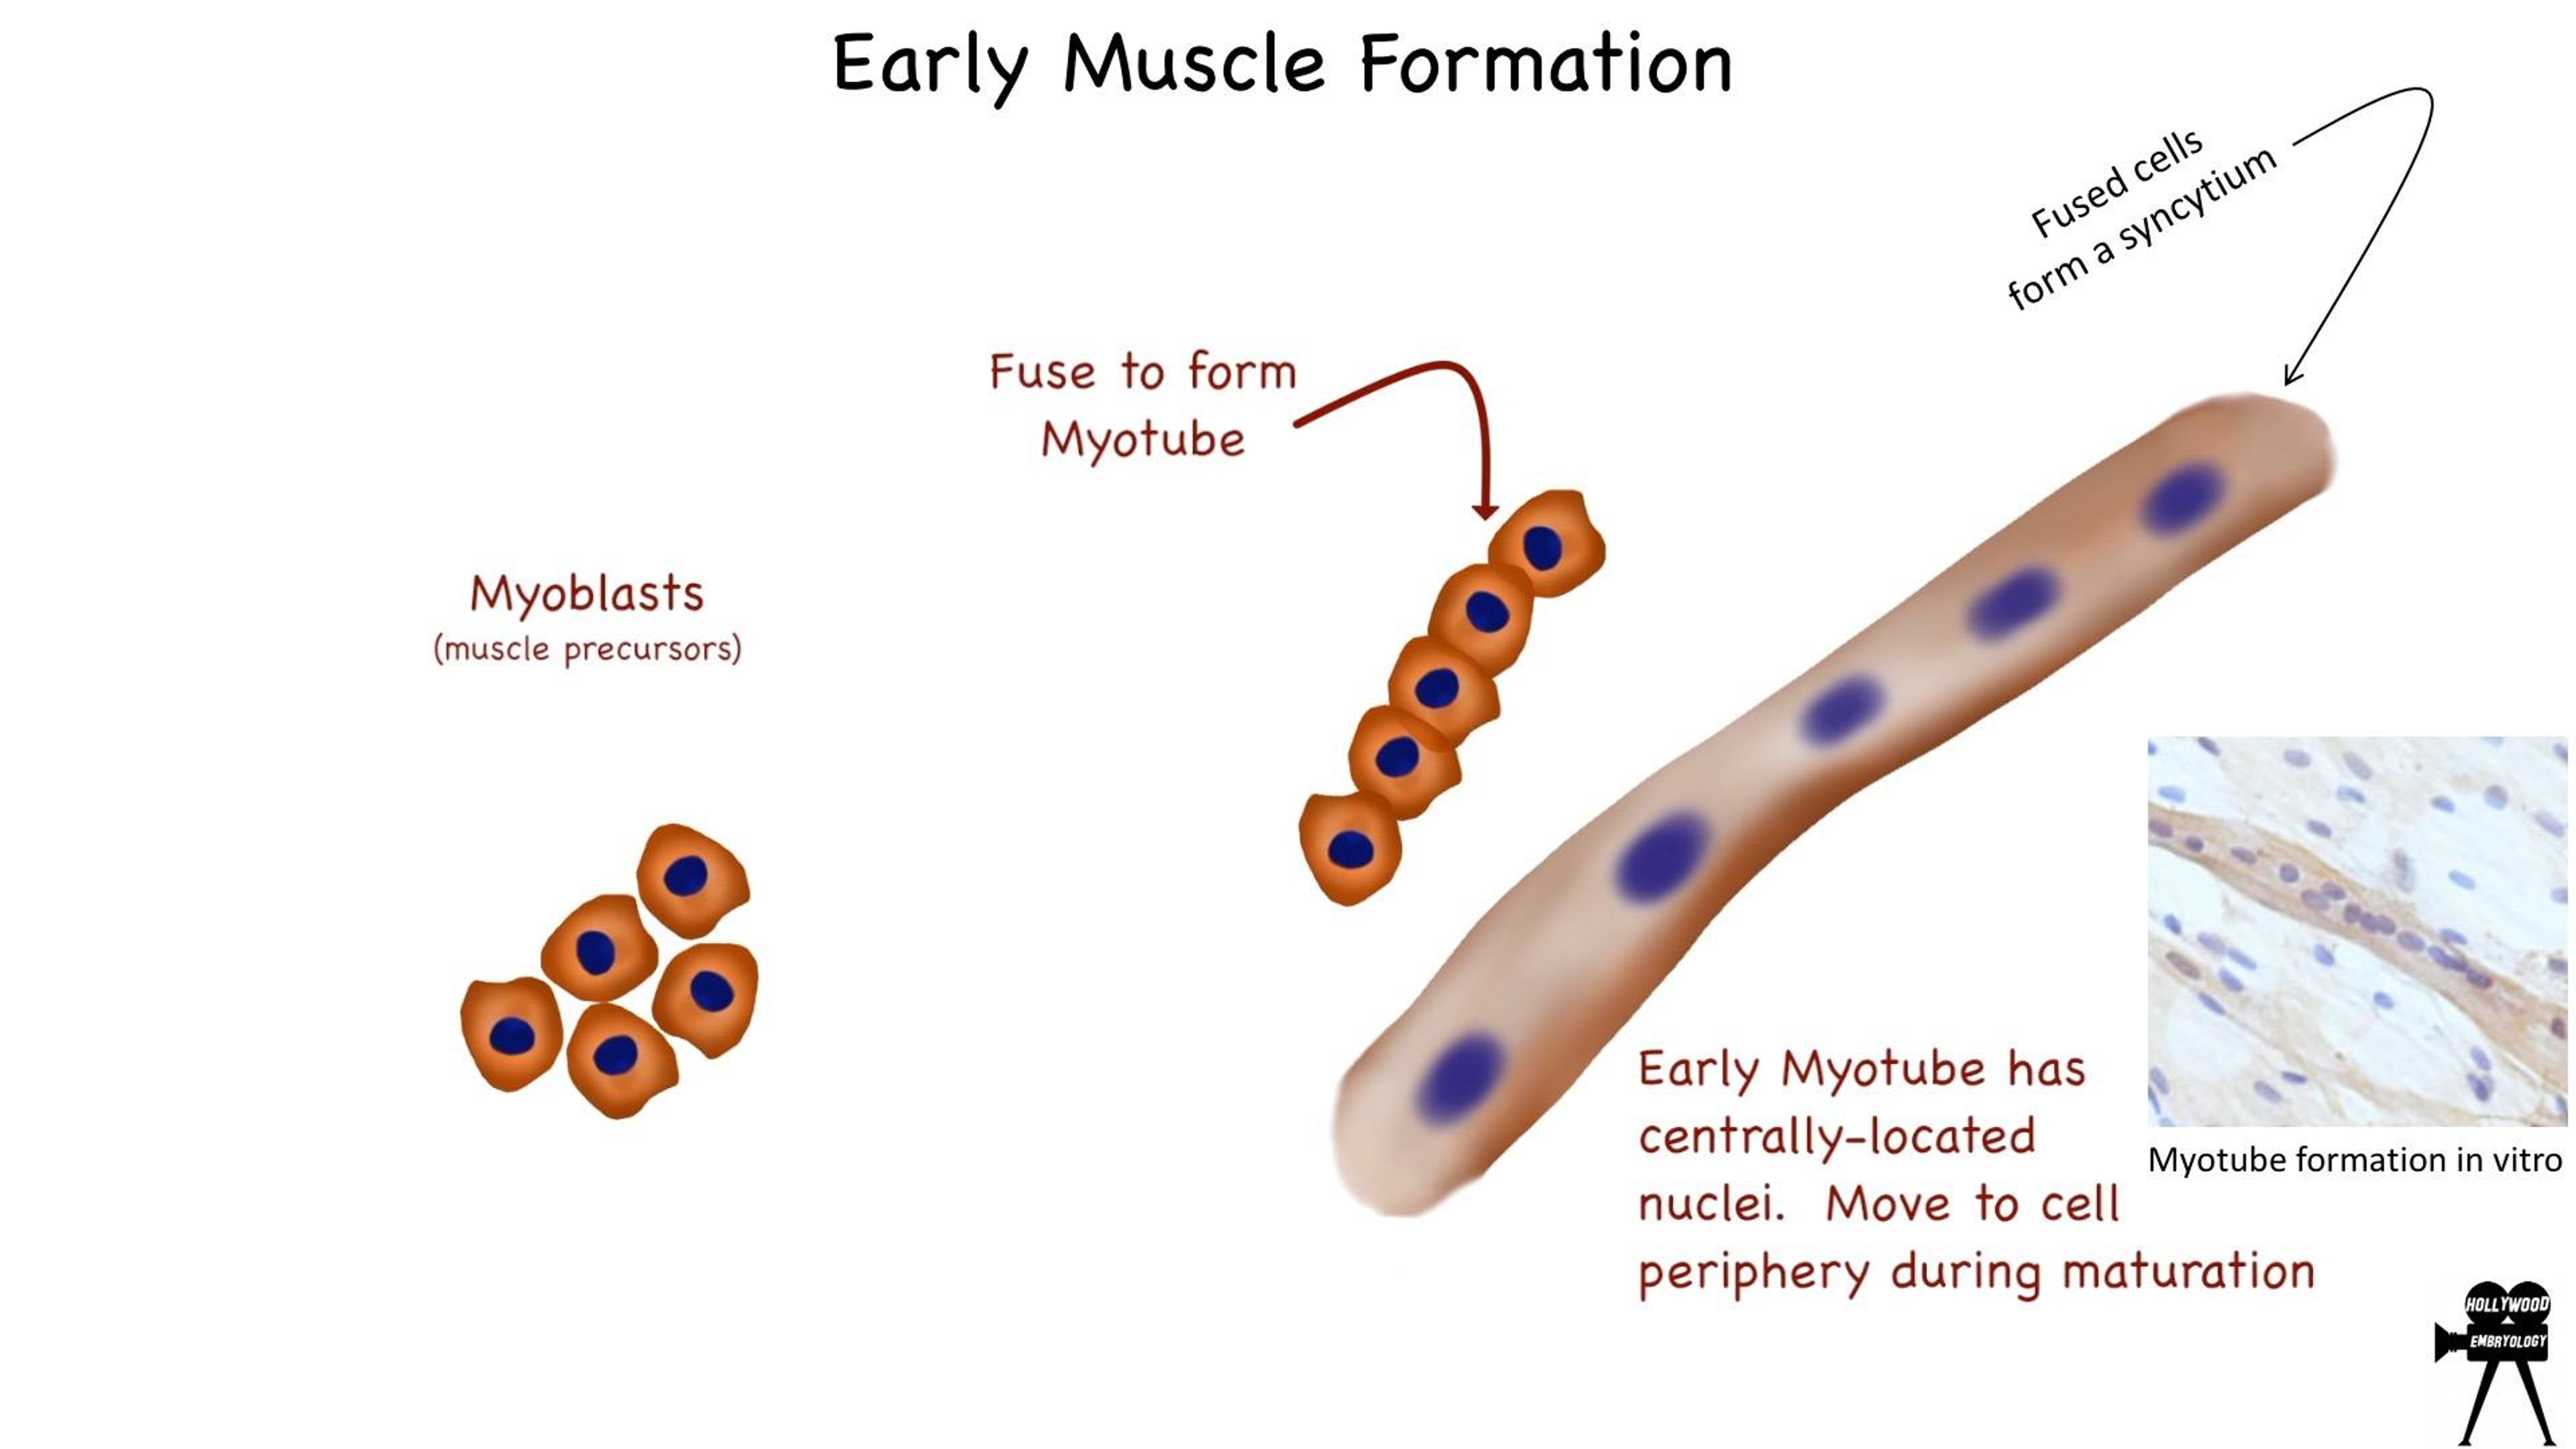 Early Muscle Formation
Fused cells
form a syncytium
Fuse to form
Myotube
Myoblasts
(muscle precursors)
Early Myotube has
centrally-located
nuclei. Move to cell
periphery during maturation
Myotube formation in vitro
HOLLYWOOD
EMBRYOLOGY